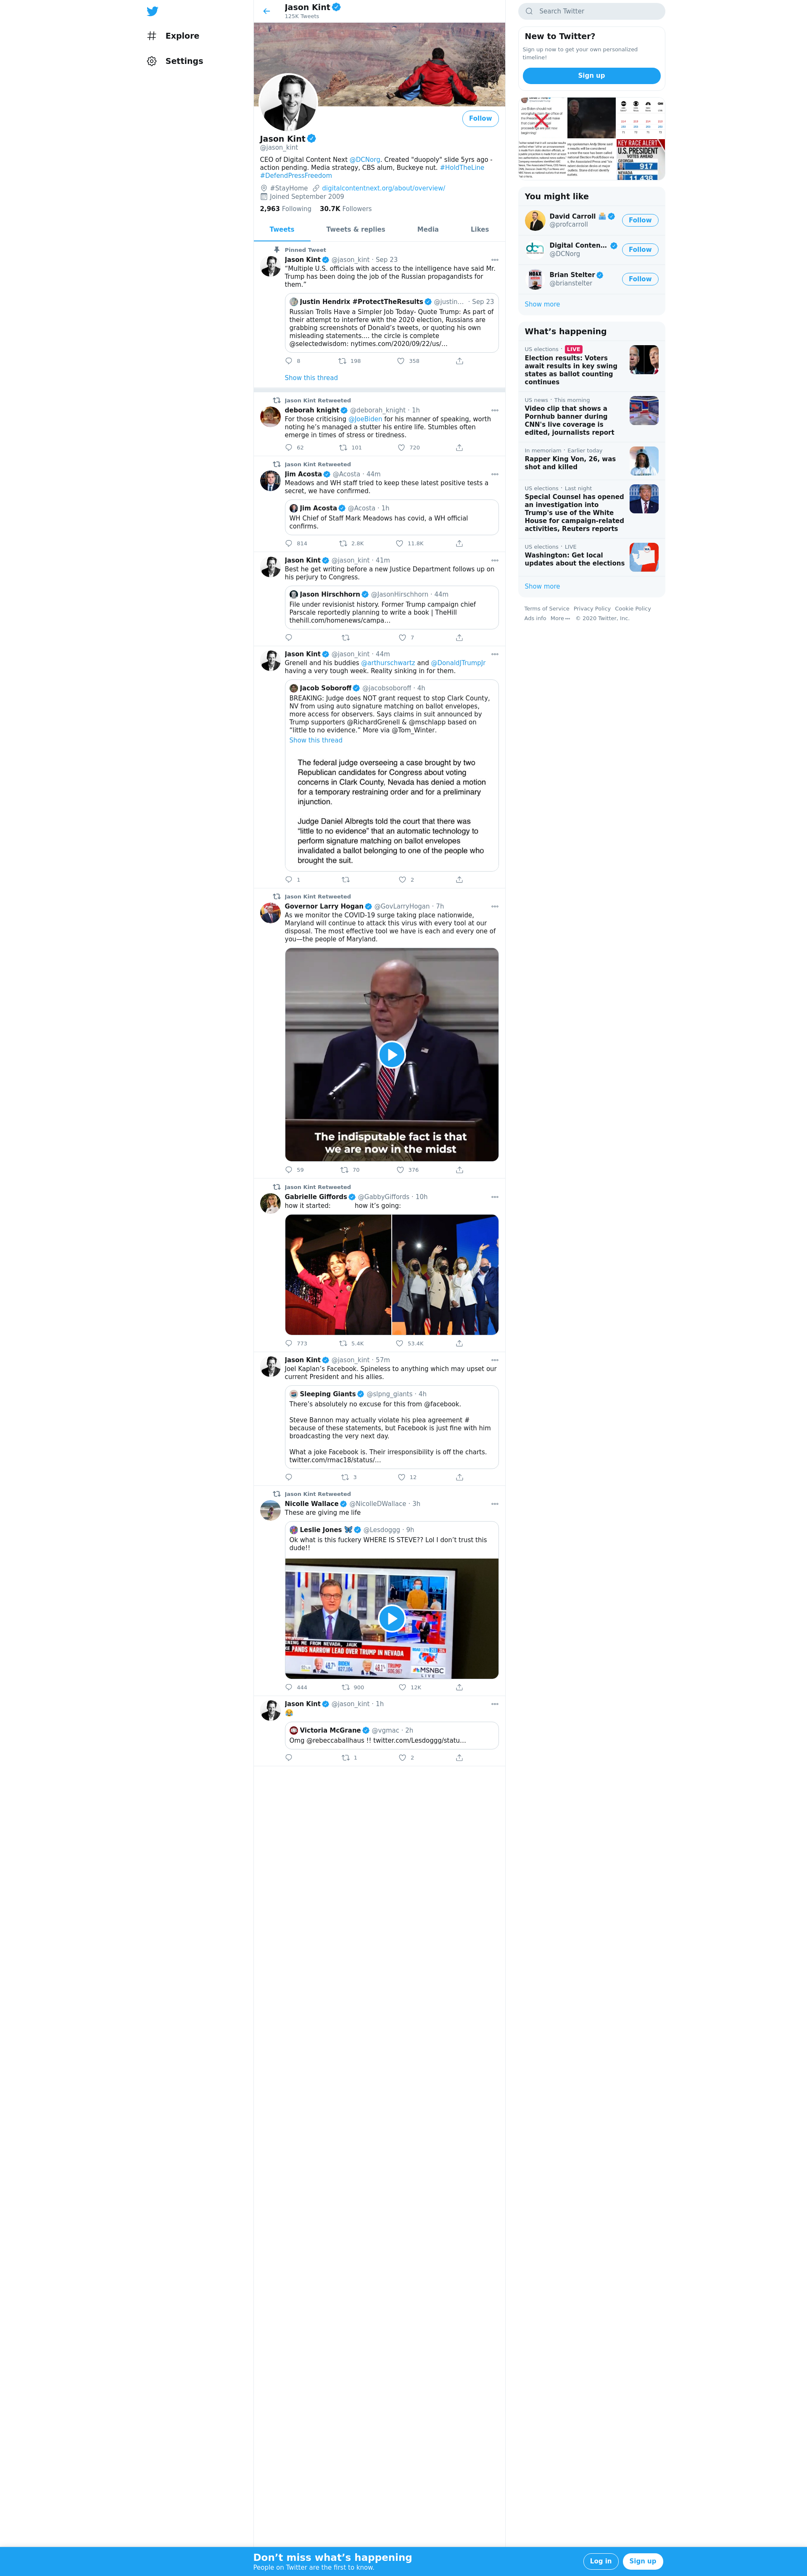 Explore
Settings
Jason Kint
125K Tweets
Follow
Jason Kint
@jason_kint
CEO of Digital Content Next @DCNorg. Created "duopoly" slide 5yrs ago -
action pending. Media strategy, CBS alum, Buckeye nut. #HoldTheLine
#DefendPressFreedom
#StayHome digitalcontentnext.org/about/overview/
Joined September 2009
2,963 Following 30.7K Followers
Tweets Tweets & replies Media Likes
Pinned Tweet
Jason Kint @jason_kint · Sep 23
"Multiple U.S. officials with access to the intelligence have said Mr.
Trump has been doing the job of the Russian propagandists for
them."
Justin Hendrix #ProtectTheResults @justin... · Sep 23
Russian Trolls Have a Simpler Job Today- Quote Trump: As part of
their attempt to interfere with the 2020 election, Russians are
grabbing screenshots of Donald's tweets, or quoting his own
misleading statements.... the circle is complete
@selectedwisdom: nytimes.com/2020/09/22/us/...
8 198 358
Show this thread
Jason Kint Retweeted
deborah knight @deborah_knight · 1h
For those criticising @JoeBiden for his manner of speaking, worth
noting he's managed a stutter his entire life. Stumbles often
emerge in times of stress or tiredness.
62 101 720
Jason Kint Retweeted
Jim Acosta @Acosta · 44m
Meadows and WH staff tried to keep these latest positive tests a
secret, we have confirmed.
Jim Acosta @Acosta · 1h
WH Chief of Staff Mark Meadows has covid, a WH official
confirms.
814 2.8K 11.8K
Jason Kint @jason_kint · 41m
Best he get writing before a new Justice Department follows up on
his perjury to Congress.
Jason Hirschhorn @JasonHirschhorn · 44m
File under revisionist history. Former Trump campaign chief
Parscale reportedly planning to write a book | TheHill
thehill.com/homenews/campa...
7
Jason Kint @jason_kint · 44m
Grenell and his buddies @arthurschwartz and @DonaldJTrumpJr
having a very tough week. Reality sinking in for them.
Jacob Soboroff @jacobsoboroff · 4h
BREAKING: Judge does NOT grant request to stop Clark County,
NV from using auto signature matching on ballot envelopes,
more access for observers. Says claims in suit announced by
Trump supporters @RichardGrenell & @mschlapp based on
"little to no evidence." More via @Tom_Winter.
Show this thread
The federal judge overseeing a case brought by two
Republican candidates for Congress about voting
concerns in Clark County, Nevada has denied a motion
for a temporary restraining order and for a preliminary
injunction.
Judge Daniel Albregts told the court that there was
"little to no evidence" that an automatic technology to
perform signature matching on ballot envelopes
invalidated a ballot belonging to one of the people who
brought the suit.
1 2
Jason Kint Retweeted
Governor Larry Hogan @GovLarryHogan · 7h
As we monitor the COVID-19 surge taking place nationwide,
Maryland will continue to attack this virus with every tool at our
disposal. The most effective tool we have is each and every one of
you—the people of Maryland.
The indisputable fact is that
we are now in the midst
59 70 376
Jason Kint Retweeted
Gabrielle Giffords @GabbyGiffords · 10h
how it started: how it's going:
773 5.4K 53.4K
Jason Kint @jason_kint · 57m
Joel Kaplan's Facebook. Spineless to anything which may upset our
current President and his allies.
Sleeping Giants @slpng_giants · 4h
There's absolutely no excuse for this from @facebook.
Steve Bannon may actually violate his plea agreement #
because of these statements, but Facebook is just fine with him
broadcasting the very next day.
What a joke Facebook is. Their irresponsibility is off the charts.
twitter.com/rmac18/status/...
3 12
Jason Kint Retweeted
Nicolle Wallace @NicolleDWallace · 3h
These are giving me life
Leslie Jones 🦋 @Lesdoggg · 9h
Ok what is this fuckery WHERE IS STEVE?? Lol I don't trust this
dude!!
PANDS NARROW LEAD OVER TRUMP IN NEVADA
BIDEN
TRUMP
MSNBC
LIVE
444 900 12K
Jason Kint @jason_kint · 1h
😂
Victoria McGrane @vgmac · 2h
Omg @rebeccaballhaus !! twitter.com/Lesdoggg/statu...
1 2
Search Twitter
New to Twitter?
Sign up now to get your own personalized
timeline!
Sign up
KEY RACE ALERT
U.S. PRESIDENT
VOTES AHEAD
917
11,438
You might like
David Carroll
@profcarroll
Follow
Digital Conten...
@DCNorg
Follow
Brian Stelter
@brianstelter
Follow
Show more
What's happening
US elections · LIVE
Election results: Voters
await results in key swing
states as ballot counting
continues
US news · This morning
Video clip that shows a
Pornhub banner during
CNN's live coverage is
edited, journalists report
In memoriam · Earlier today
Rapper King Von, 26, was
shot and killed
US elections · Last night
Special Counsel has opened
an investigation into
Trump's use of the White
House for campaign-related
activities, Reuters reports
US elections · LIVE
Washington: Get local
updates about the elections
Show more
Terms of Service Privacy Policy Cookie Policy
Ads info More © 2020 Twitter, Inc.
Don't miss what's happening
People on Twitter are the first to know.
Log in
Sign up